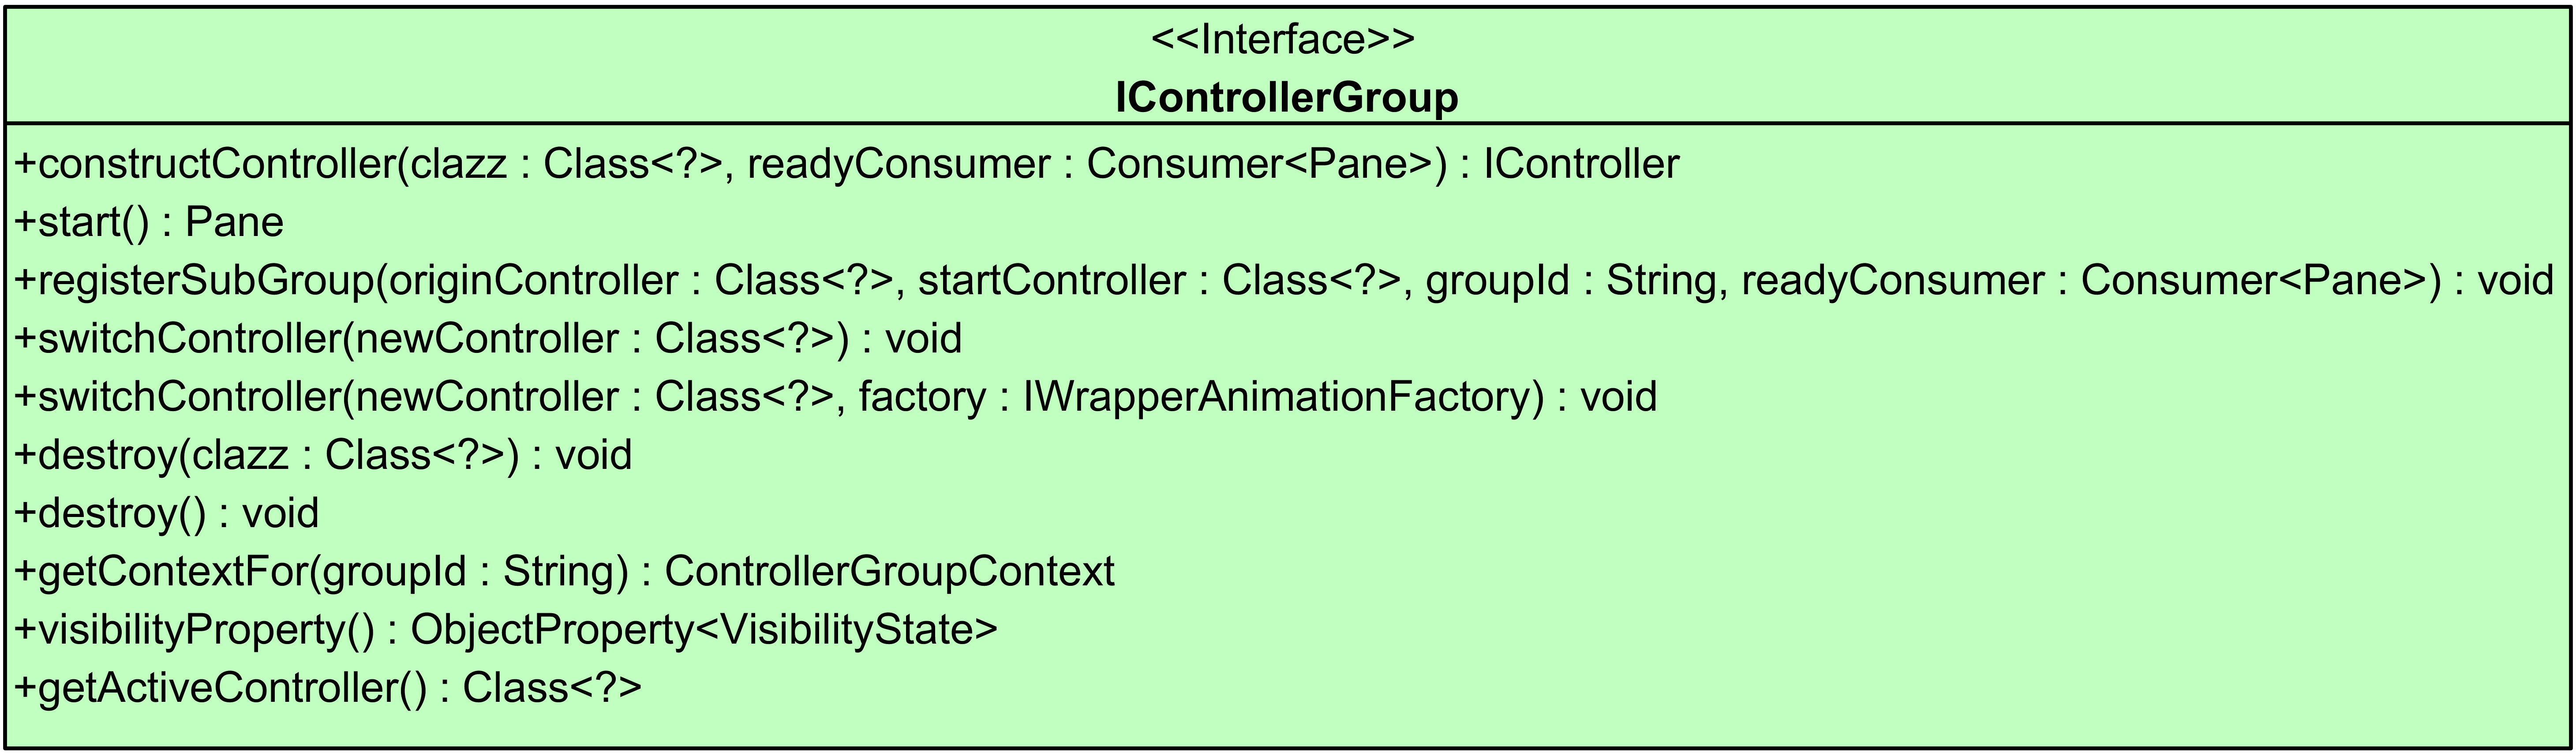 <<Interface>>
IControllerGroup
+constructController(clazz : Class<?>, readyConsumer : Consumer<Pane>) : IController
+start() : Pane
+registerSubGroup(originController : Class<?>, startController : Class<?>, groupId : String, readyConsumer : Consumer<Pane>) : void
+switchController(newController : Class<?>) : void
+switchController(newController : Class<?>, factory : IWrapperAnimationFactory) : void
+destroy(clazz : Class<?>) : void
+destroy() : void
+getContextFor(groupId : String) : ControllerGroupContext
+visibilityProperty() : ObjectProperty<VisibilityState>
+getActiveController() : Class<?>